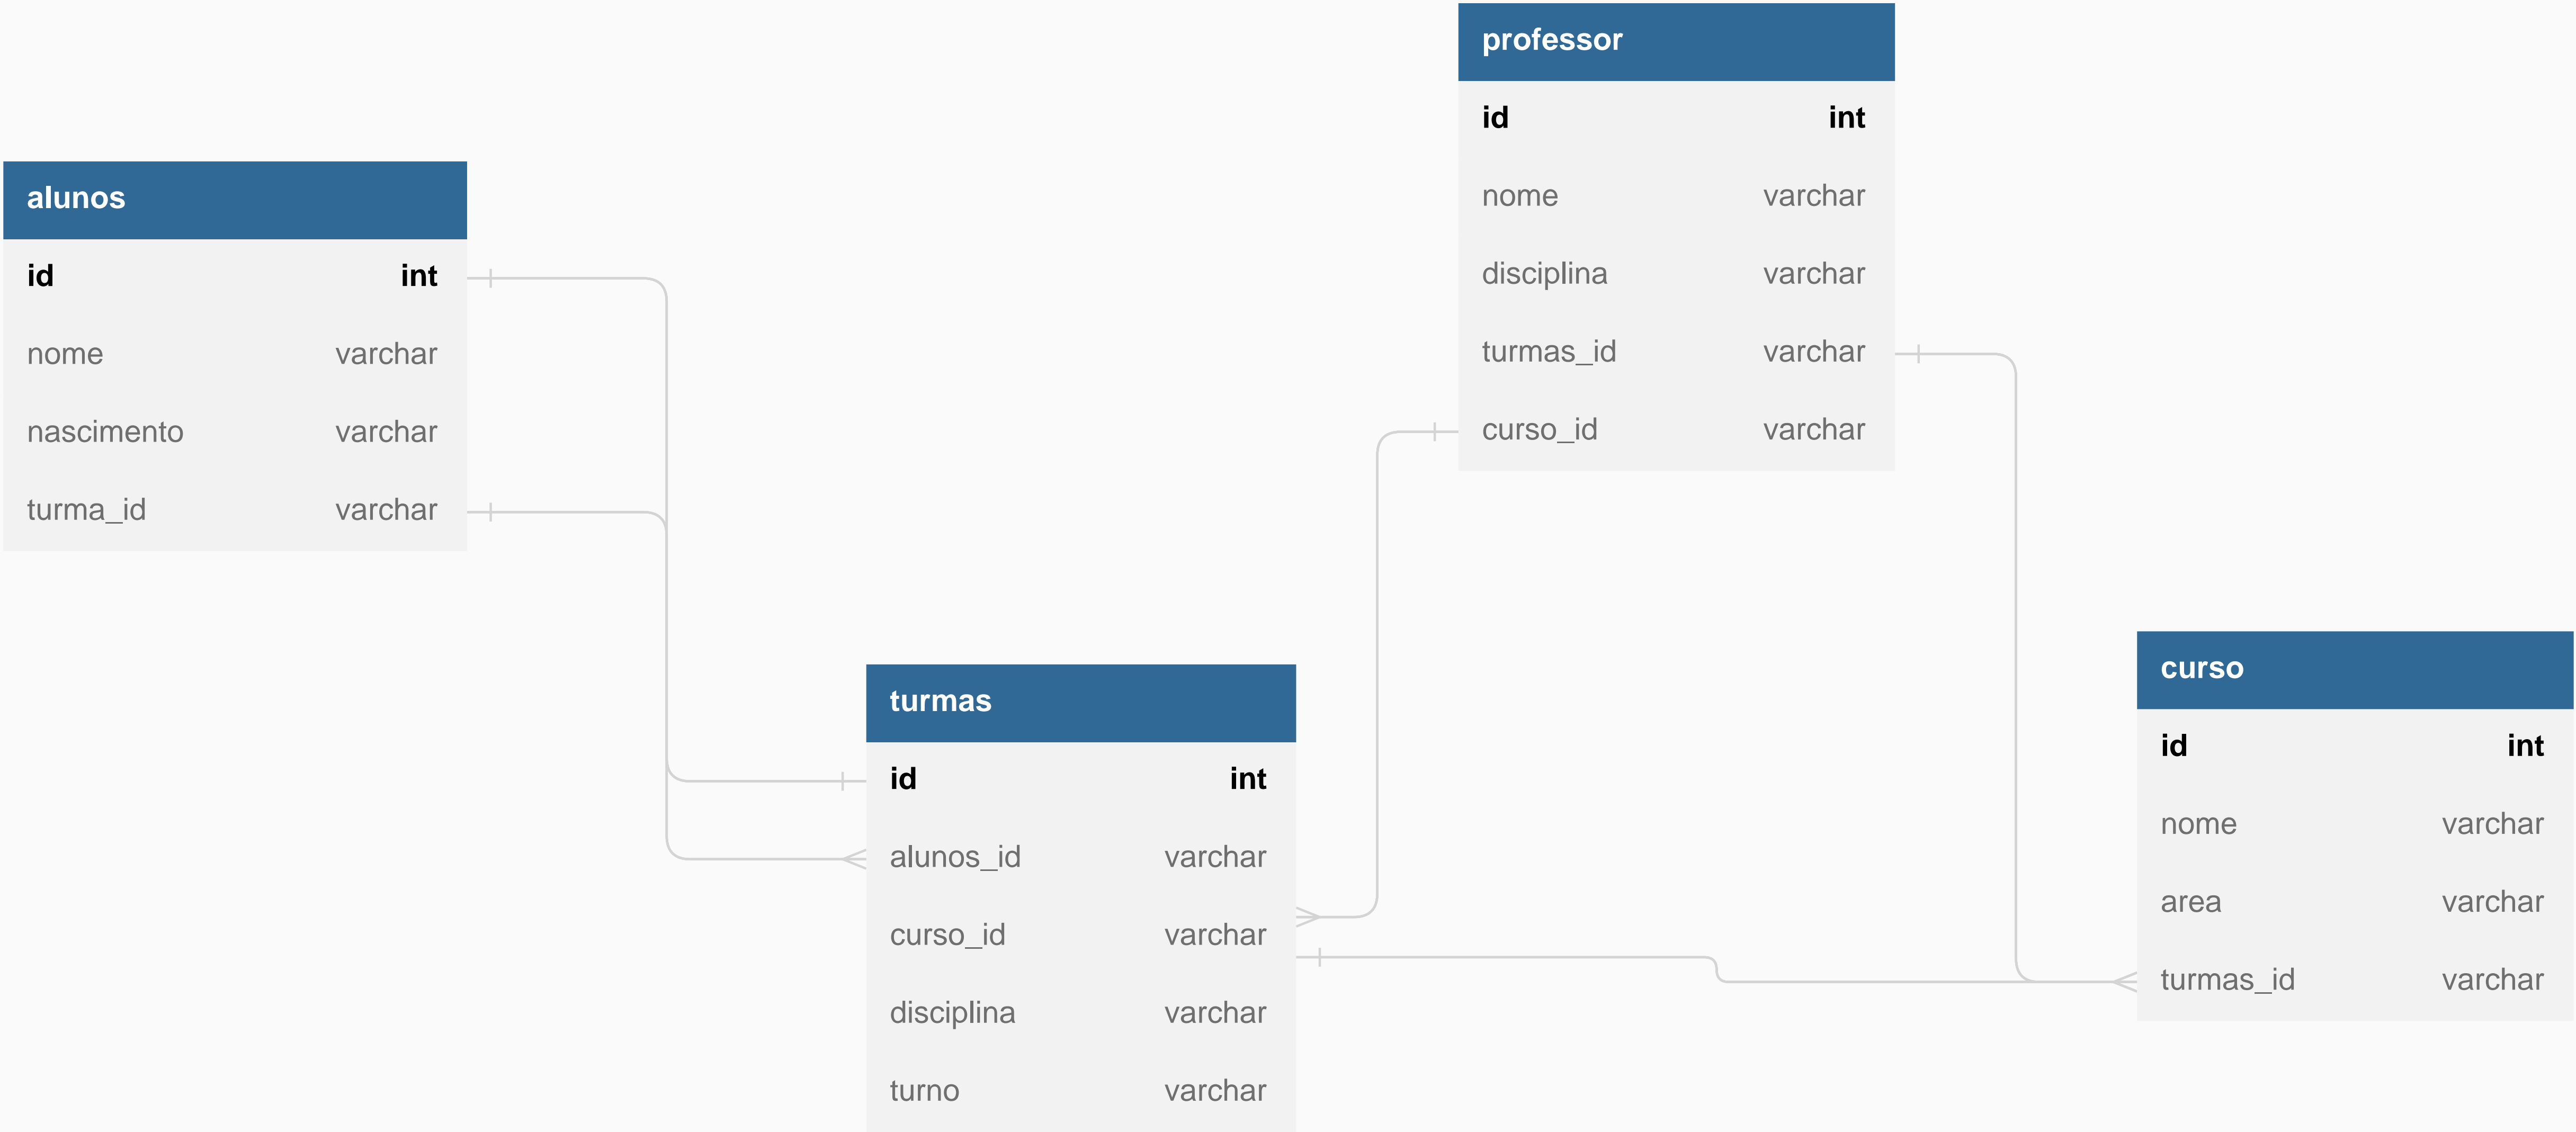 alunos
id int
nome varchar
nascimento varchar
turma_id varchar
professor
id int
nome varchar
disciplina varchar
turmas_id varchar
curso_id varchar
turmas
id int
alunos_id varchar
curso_id varchar
disciplina varchar
turno varchar
curso
id int
nome varchar
area varchar
turmas_id varchar